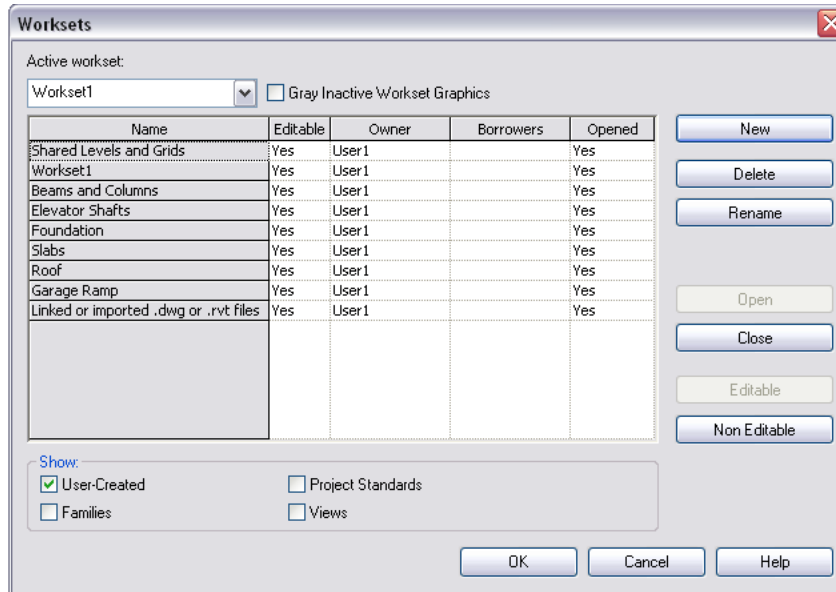 Worksets
Active workset:
Workset1
Gray Inactive Workset Graphics
Name Editable Owner Borrowers Opened
Shared Levels and Grids Yes User1 Yes
Workset1 Yes User1 Yes
Beams and Columns Yes User1 Yes
Elevator Shafts Yes User1 Yes
Foundation Yes User1 Yes
Slabs Yes User1 Yes
Roof Yes User1 Yes
Garage Ramp Yes User1 Yes
Linked or imported .dwg or .rvt files Yes User1 Yes
New
Delete
Rename
Open
Close
Editable
Non Editable
Show:
User-Created Project Standards
Families Views
OK Cancel Help